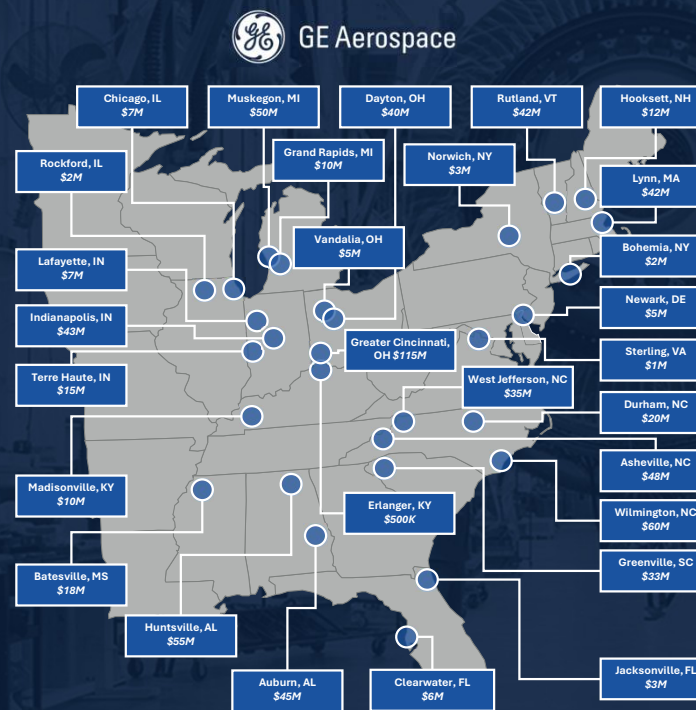 GE Aerospace
Chicago, IL
$7M
Muskegon, MI
$50M
Dayton, OH
$40M
Rutland, VT
$42M
Hooksett, NH
$12M
Rockford, IL
$2M
Grand Rapids, MI
$10M
Norwich, NY
$3M
Lynn, MA
$42M
Vandalia, OH
$5M
Lafayette, IN
$7M
Bohemia, NY
$2M
Indianapolis, IN
$43M
Newark, DE
$5M
Greater Cincinnati,
OH $115M
Sterling, VA
$1M
Terre Haute, IN
$15M
West Jefferson, NC
$35M
Durham, NC
$20M
Madisonville, KY
$10M
Asheville, NC
$48M
Erlanger, KY
$500K
Wilmington, NC
$60M
Batesville, MS
$18M
Greenville, SC
$33M
Huntsville, AL
$55M
Auburn, AL
$45M
Clearwater, FL
$6M
Jacksonville, FL
$3M